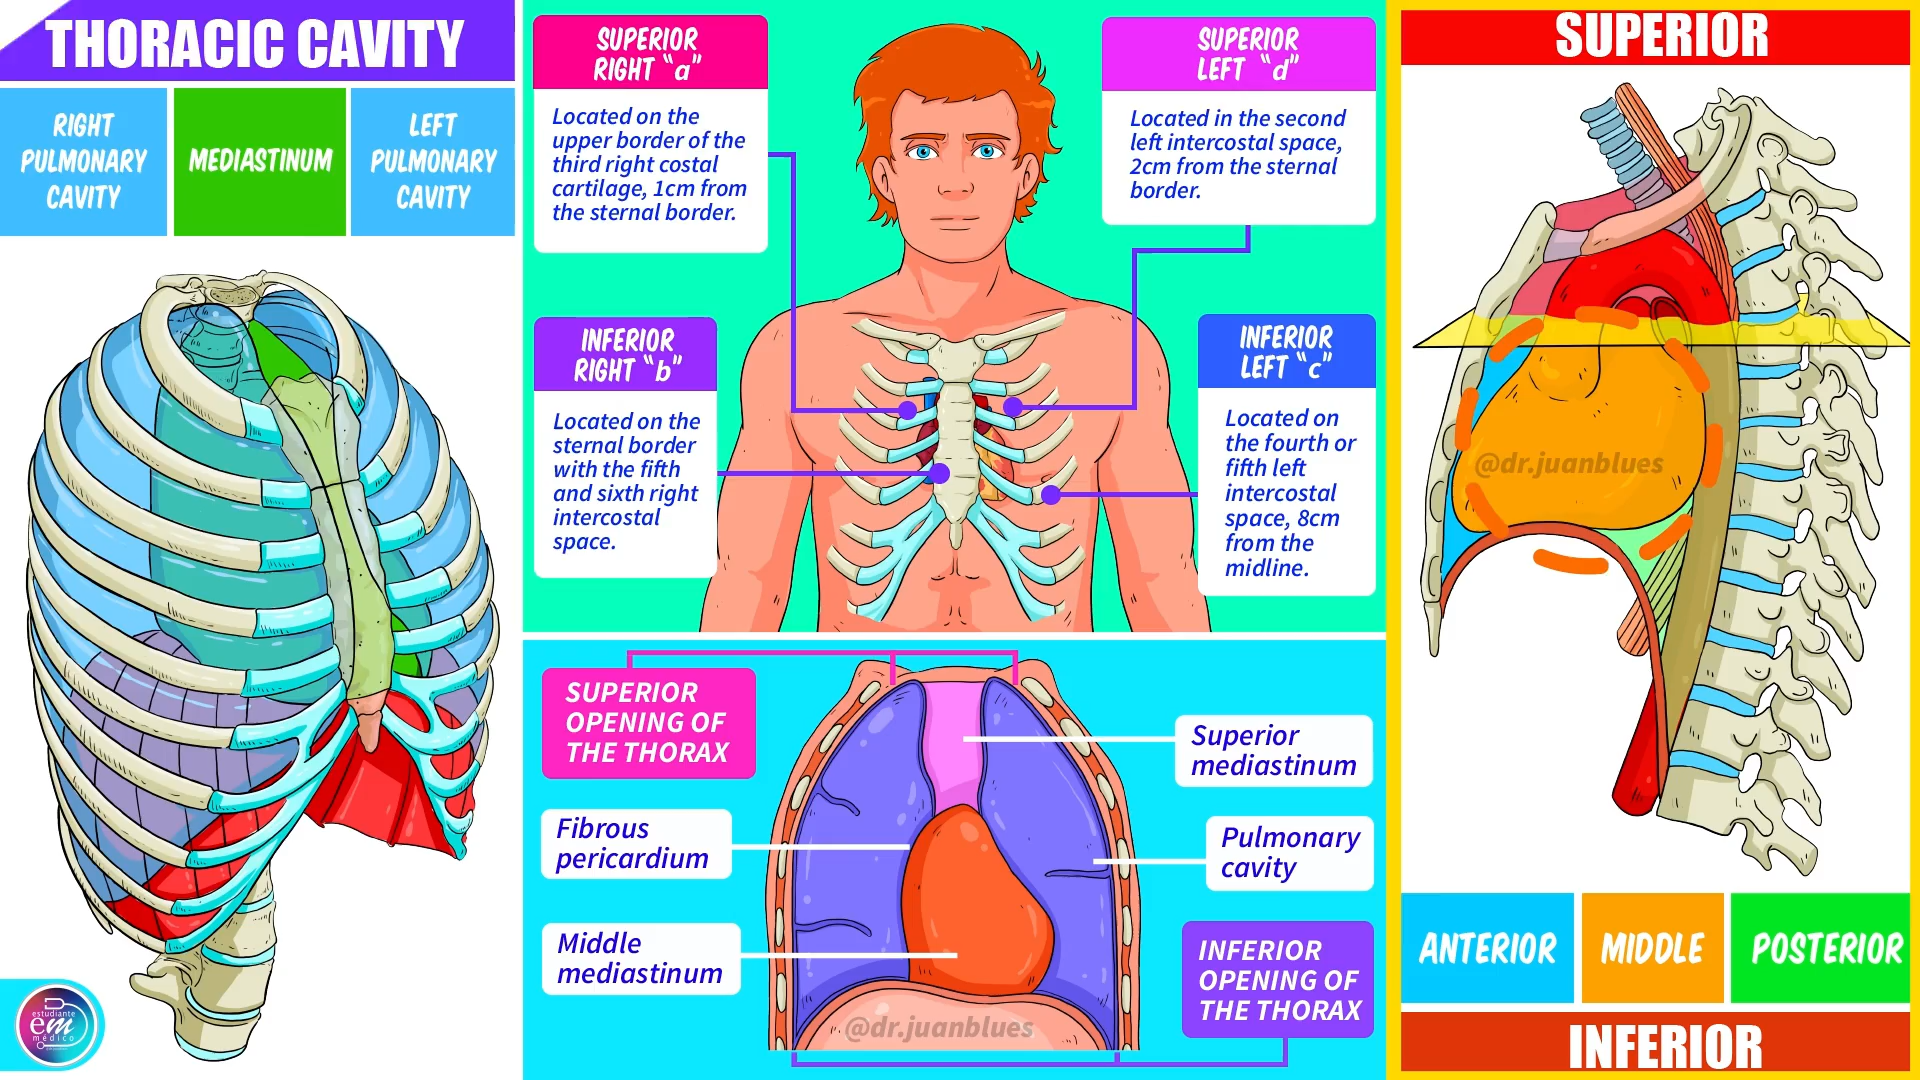 THORACIC CAVITY
RIGHT
PULMONARY
CAVITY
MEDIASTINUM
LEFT
PULMONARY
CAVITY
estudiante
em
médico
SUPERIOR
RIGHT “a”
Located on the
upper border of the
third right costal
cartilage, 1cm from
the sternal border.
SUPERIOR
LEFT “d”
Located in the second
left intercostal space,
2cm from the sternal
border.
INFERIOR
RIGHT “b”
Located on the
sternal border
with the fifth
and sixth right
intercostal
space.
INFERIOR
LEFT “c”
Located on
the fourth or
fifth left
intercostal
space, 8cm
from the
midline.
SUPERIOR
OPENING OF
THE THORAX
Fibrous
pericardium
Middle
mediastinum
Superior
mediastinum
Pulmonary
cavity
INFERIOR
OPENING OF
THE THORAX
@dr.juanblues
SUPERIOR
@dr.juanblues
ANTERIOR
MIDDLE
POSTERIOR
INFERIOR